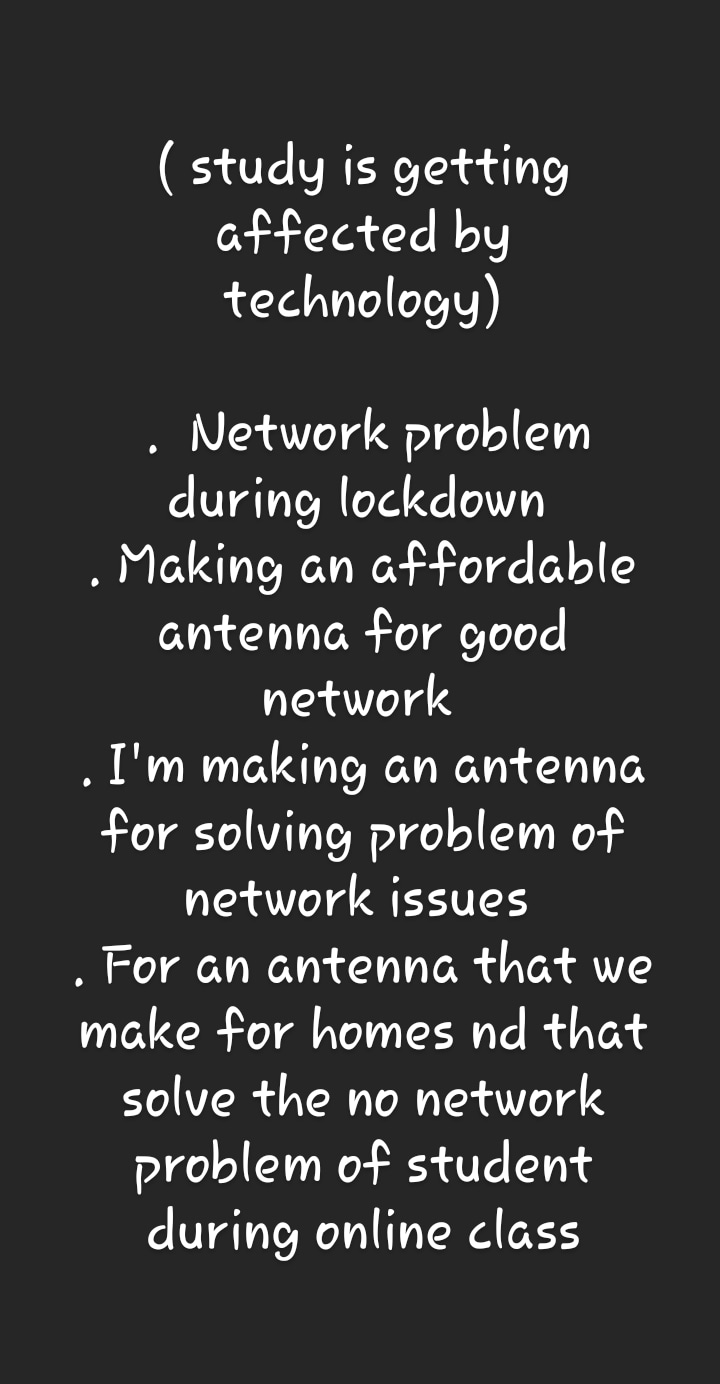 ( study is getting
affected by
technology)
. Network problem
during lockdown
. Making an affordable
antenna for good
network
. I'm making an antenna
for solving problem of
network issues
. For an antenna that we
make for homes nd that
solve the no network
problem of student
during online class